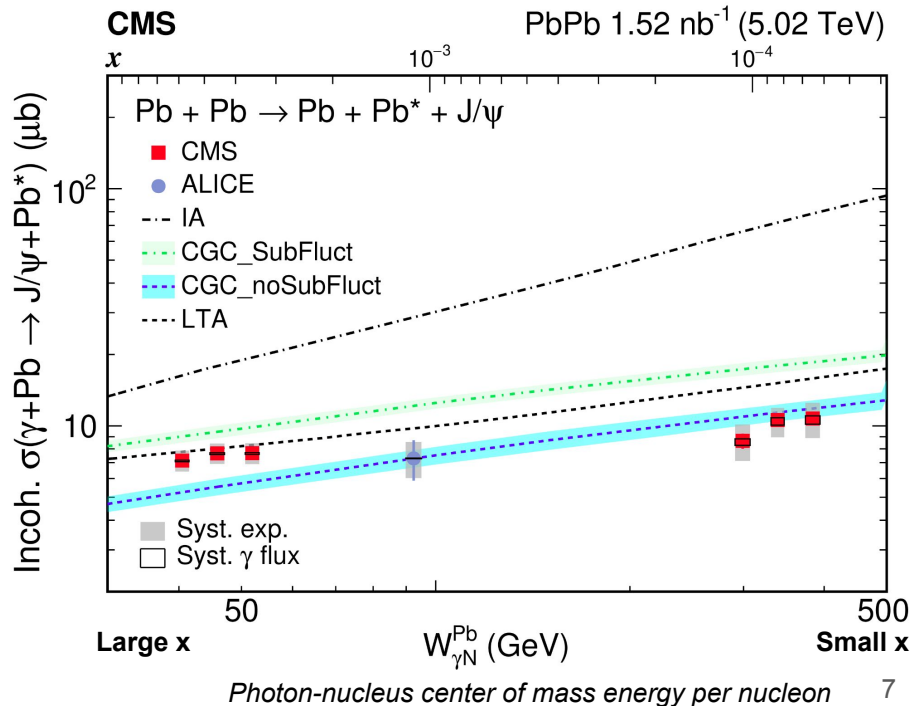 CMS PbPb 1.52 nb⁻¹ (5.02 TeV)
x 10⁻³ 10⁻⁴
Pb + Pb → Pb + Pb* + J/ψ
CMS
ALICE
IA
CGC_SubFluct
CGC_noSubFluct
LTA
Syst. exp.
Syst. γ flux
Incoh. σ(γ+Pb → J/ψ+Pb*) (μb)
10²
10
50 500
Large x W^Pb_γN (GeV) Small x
Photon-nucleus center of mass energy per nucleon 7